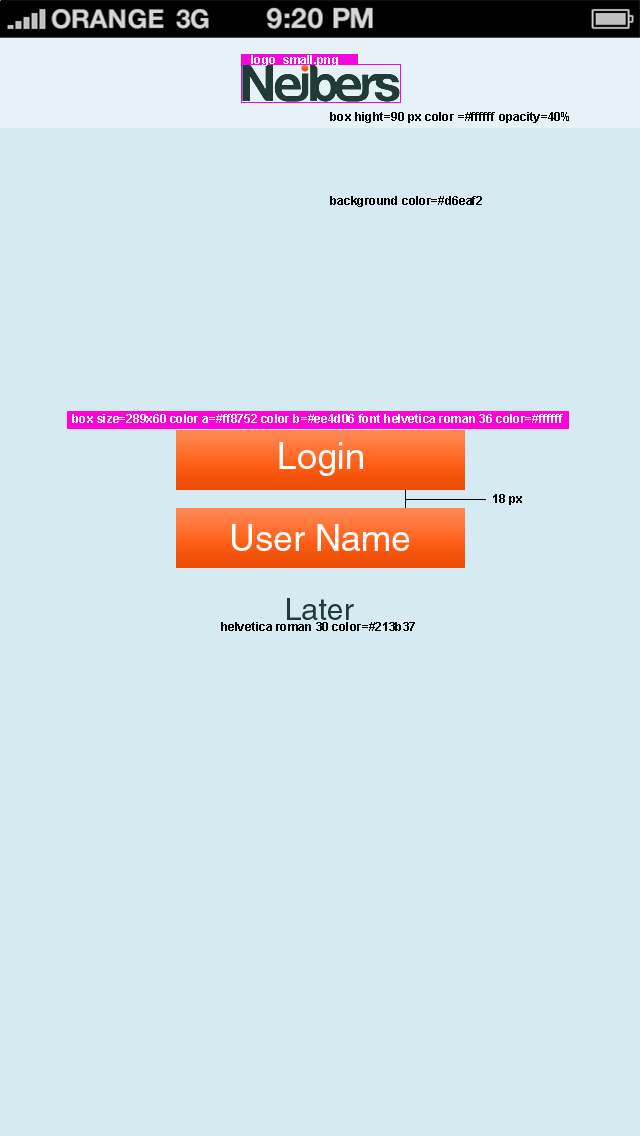 ORANGE 3G 9:20 PM
logo_small.png
Neibers
box hight=90 px color =#ffffff opacity=40%
background color=#d6eaf2
box size=289x60 color a=#ff8752 color b=#ee4d06 font helvetica roman 36 color=#ffffff
Login
18 px
User Name
Later
helvetica roman 30 color=#213b37